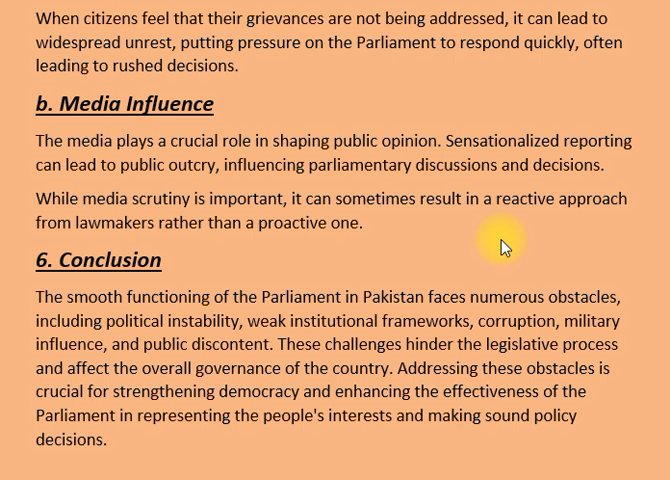 When citizens feel that their grievances are not being addressed, it can lead to
widespread unrest, putting pressure on the Parliament to respond quickly, often
leading to rushed decisions.
b. Media Influence
The media plays a crucial role in shaping public opinion. Sensationalized reporting
can lead to public outcry, influencing parliamentary discussions and decisions.
While media scrutiny is important, it can sometimes result in a reactive approach
from lawmakers rather than a proactive one.
6. Conclusion
The smooth functioning of the Parliament in Pakistan faces numerous obstacles,
including political instability, weak institutional frameworks, corruption, military
influence, and public discontent. These challenges hinder the legislative process
and affect the overall governance of the country. Addressing these obstacles is
crucial for strengthening democracy and enhancing the effectiveness of the
Parliament in representing the people's interests and making sound policy
decisions.